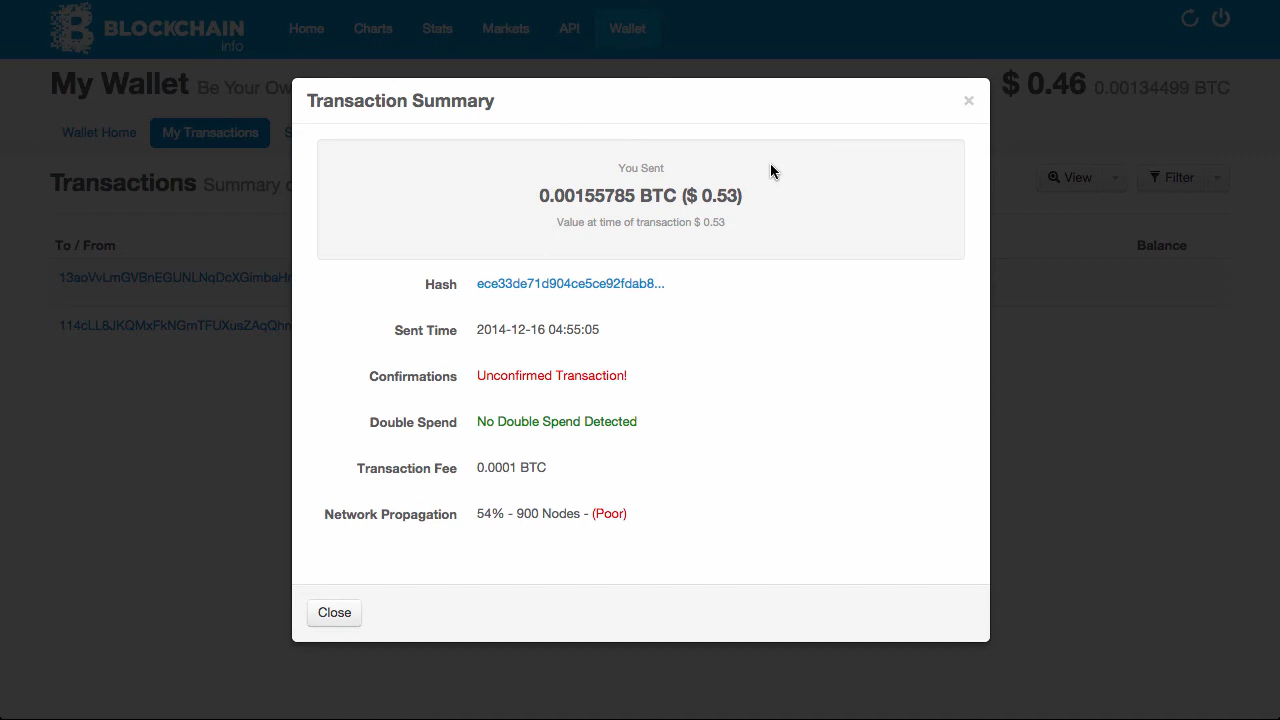 BLOCKCHAIN
info
Home Charts Stats Markets API Wallet
My Wallet Be Your
$ 0.46 0.00134499 BTC
Wallet Home My Transactions
Transactions Summary
View Filter
To / From Balance
Transaction Summary ×
You Sent
0.00155785 BTC ($ 0.53)
Value at time of transaction $ 0.53
Hash ece33de71d904ce5ce92fdab8...
Sent Time 2014-12-16 04:55:05
Confirmations Unconfirmed Transaction!
Double Spend No Double Spend Detected
Transaction Fee 0.0001 BTC
Network Propagation 54% - 900 Nodes - (Poor)
Close